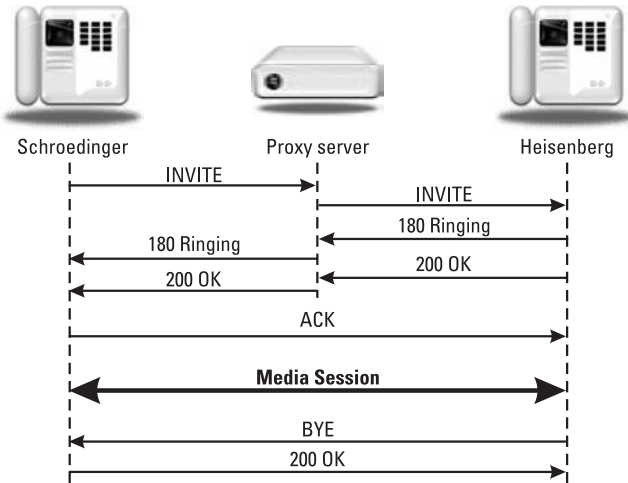 Schroedinger
Proxy server
Heisenberg
INVITE
INVITE
180 Ringing
180 Ringing
200 OK
200 OK
ACK
Media Session
BYE
200 OK